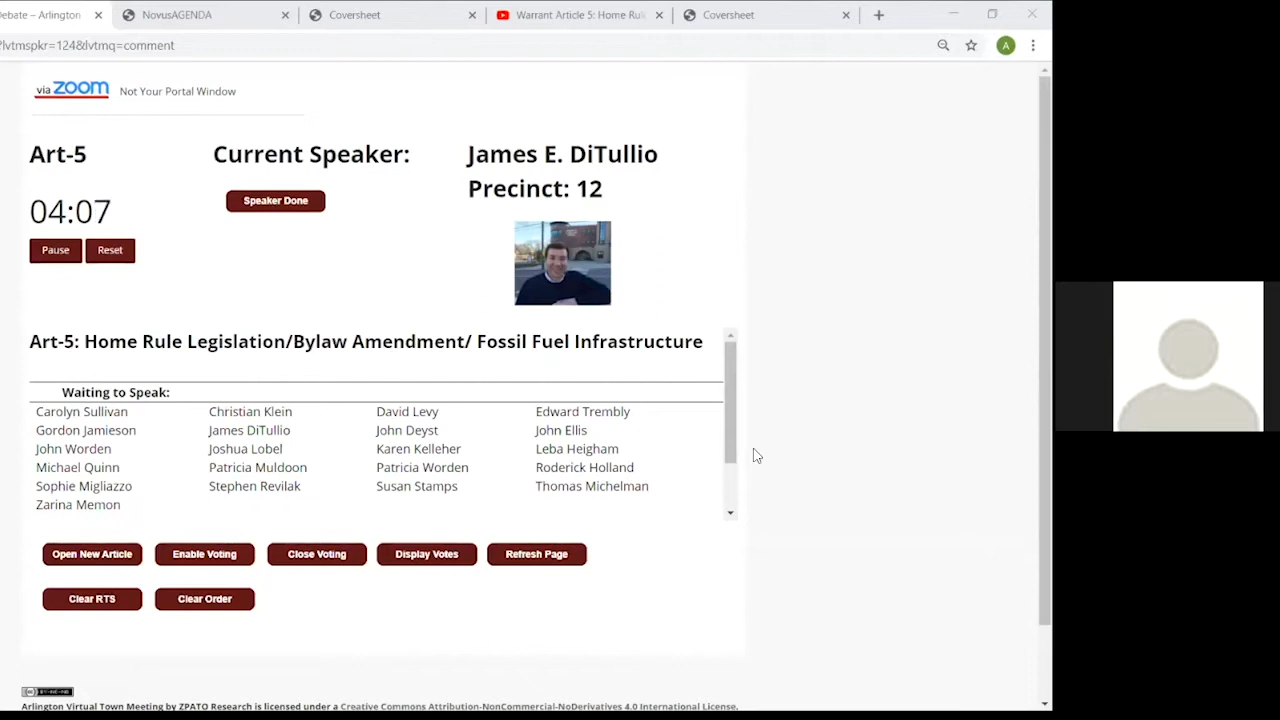 Debate – Arlington
NovusAGENDA
Coversheet
Warrant Article 5: Home Rul
Coversheet
?lvtmspkr=124&lvtmq=comment
A
via zoom Not Your Portal Window
Art-5 Current Speaker: James E. DiTullio
Precinct: 12
Speaker Done
04:07
Pause Reset
Art-5: Home Rule Legislation/Bylaw Amendment/ Fossil Fuel Infrastructure
Waiting to Speak:
Carolyn Sullivan Christian Klein David Levy Edward Trembly
Gordon Jamieson James DiTullio John Deyst John Ellis
John Worden Joshua Lobel Karen Kelleher Leba Heigham
Michael Quinn Patricia Muldoon Patricia Worden Roderick Holland
Sophie Migliazzo Stephen Revilak Susan Stamps Thomas Michelman
Zarina Memon
Open New Article Enable Voting Close Voting Display Votes Refresh Page
Clear RTS Clear Order
Arlington Virtual Town Meeting by ZPATO Research is licensed under a Creative Commons Attribution-NonCommercial-NoDerivatives 4.0 International License.